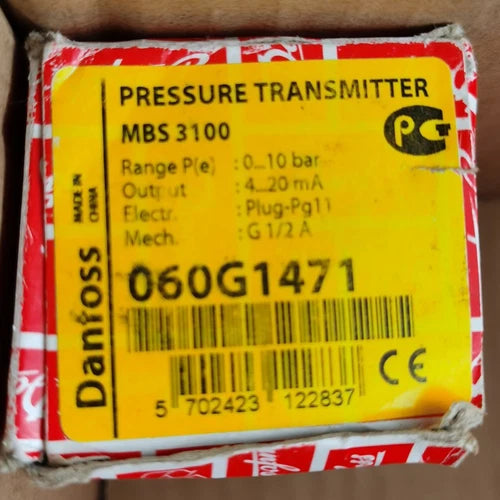 PRESSURE TRANSMITTER
MBS 3100
Range P(e) : 0...10 bar
Output : 4...20 mA
Electr. : Plug-Pg11
Mech. : G 1/2 A
060G1471
5 702423 122837
CE
Danfoss
MADE IN
CHINA